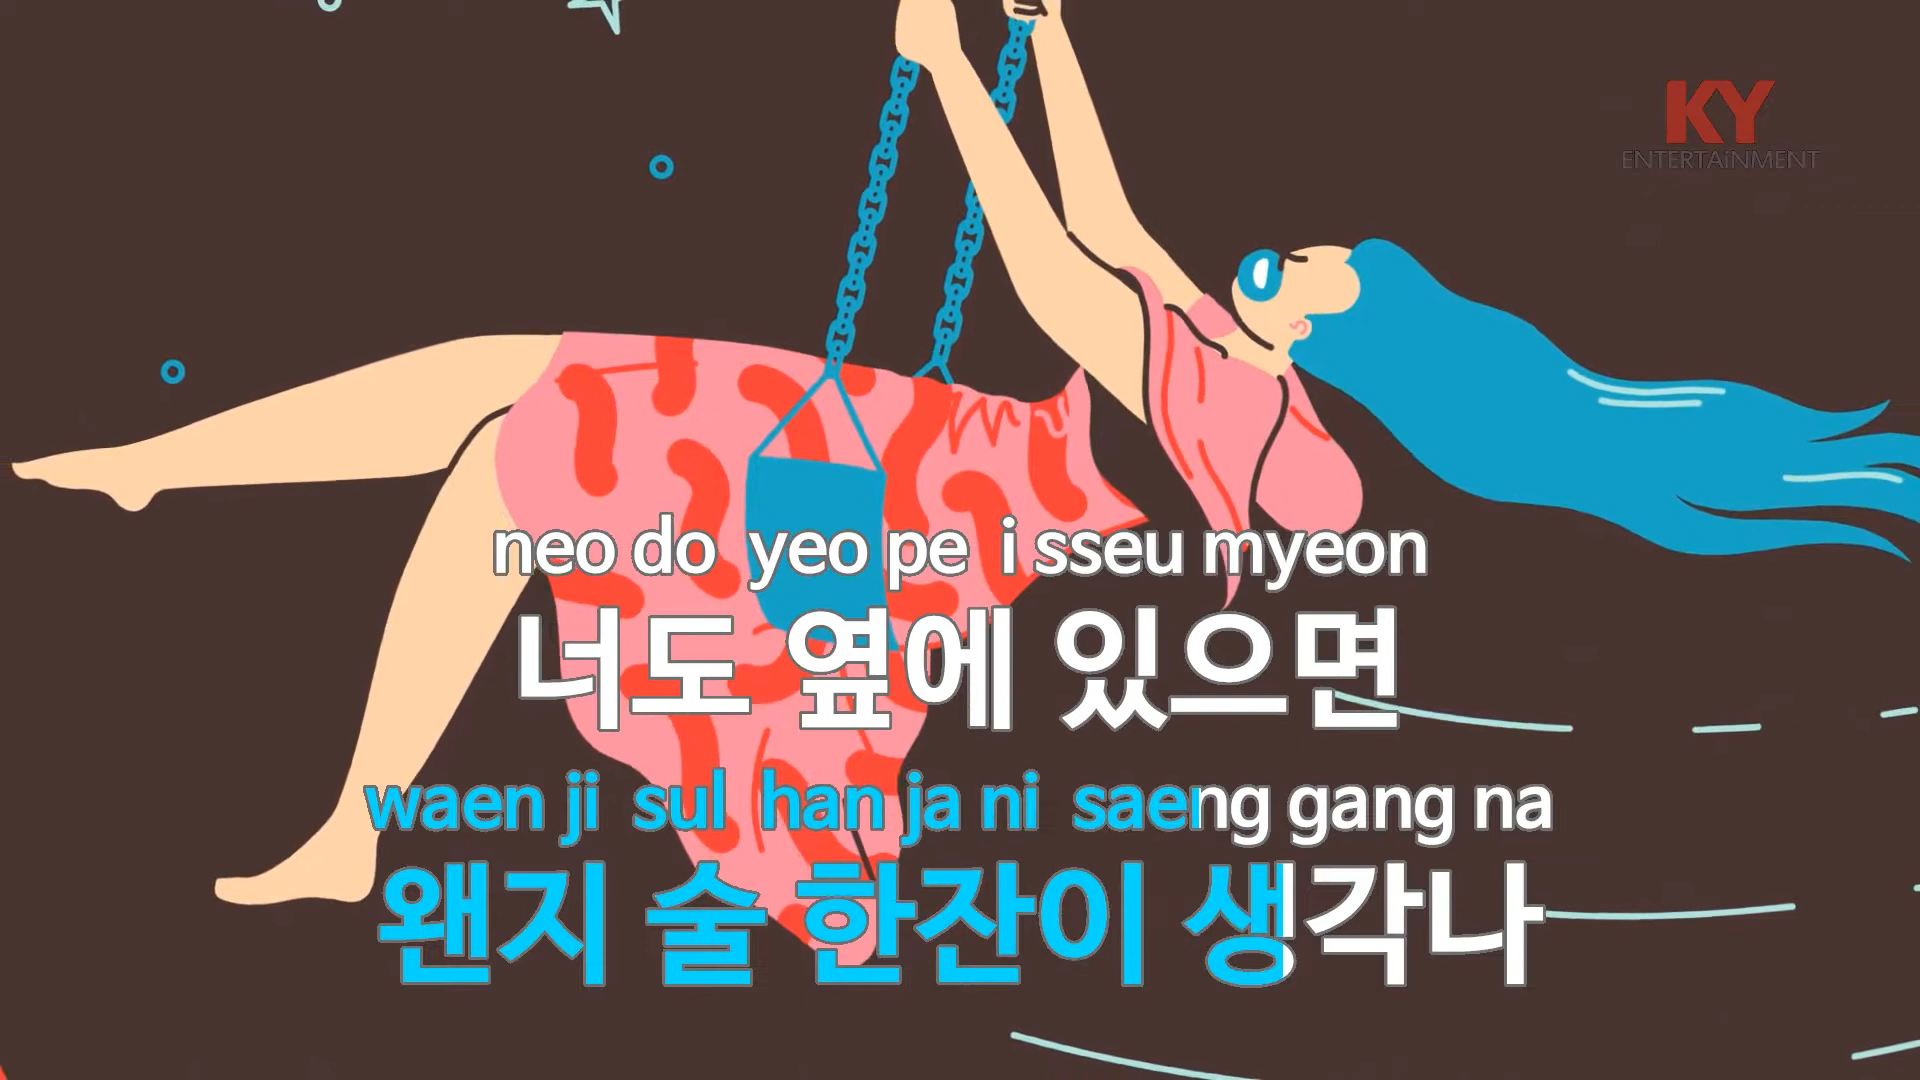 KY
ENTERTAiNMENT
neo do yeo pe i sseu myeon
너도 옆에 있으면
waen ji sul han ja ni saeng gang na
왠지 술 한잔이 생각나